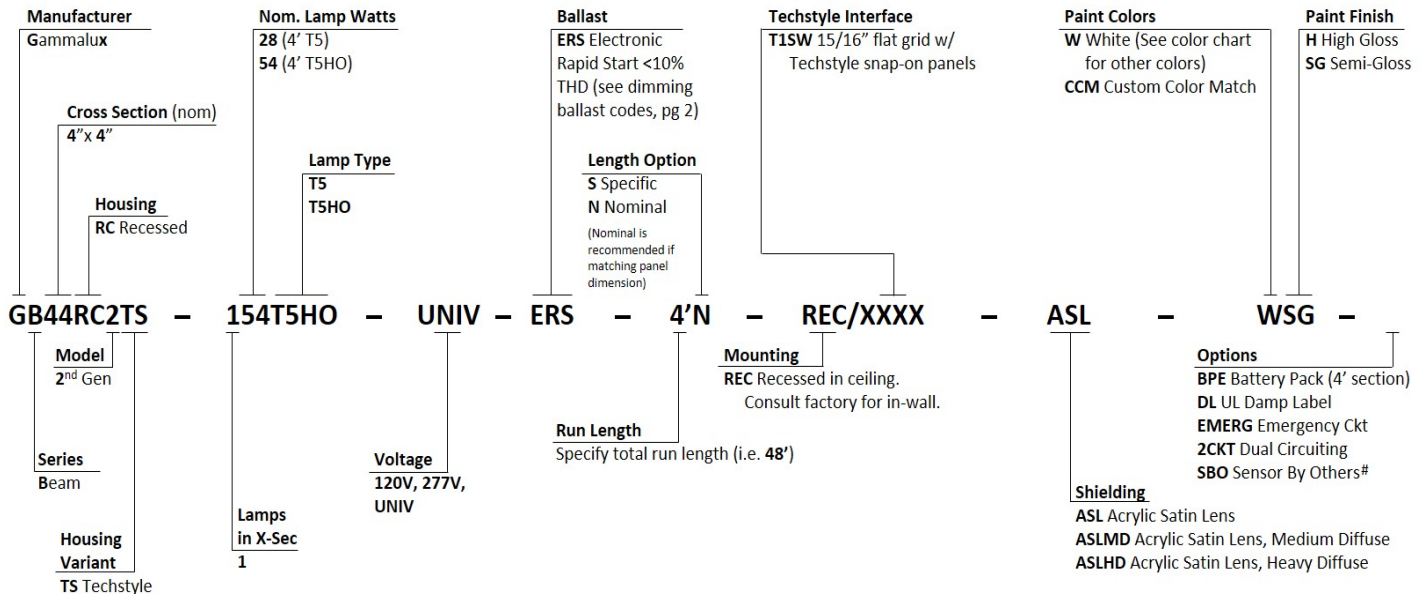 Manufacturer
Gammalux
Nom. Lamp Watts
28 (4' T5)
54 (4' T5HO)
Ballast
ERS Electronic
Rapid Start <10%
THD (see dimming
ballast codes, pg 2)
Techstyle Interface
T1SW 15/16” flat grid w/
Techstyle snap-on panels
Paint Colors
W White (See color chart
for other colors)
CCM Custom Color Match
Paint Finish
H High Gloss
SG Semi-Gloss
Cross Section (nom)
4”x 4”
Lamp Type
T5
T5HO
Length Option
S Specific
N Nominal
(Nominal is
recommended if
matching panel
dimension)
Housing
RC Recessed
GB44RC2TS – 154T5HO – UNIV – ERS – 4’N – REC/XXXX – ASL – WSG –
Model
2nd Gen
Mounting
REC Recessed in ceiling.
Consult factory for in-wall.
Options
BPE Battery Pack (4’ section)
DL UL Damp Label
EMERG Emergency Ckt
2CKT Dual Circuiting
SBO Sensor By Others#
Run Length
Specify total run length (i.e. 48’)
Series
Beam
Voltage
120V, 277V,
UNIV
Shielding
ASL Acrylic Satin Lens
ASLMD Acrylic Satin Lens, Medium Diffuse
ASLHD Acrylic Satin Lens, Heavy Diffuse
Lamps
in X-Sec
1
Housing
Variant
TS Techstyle